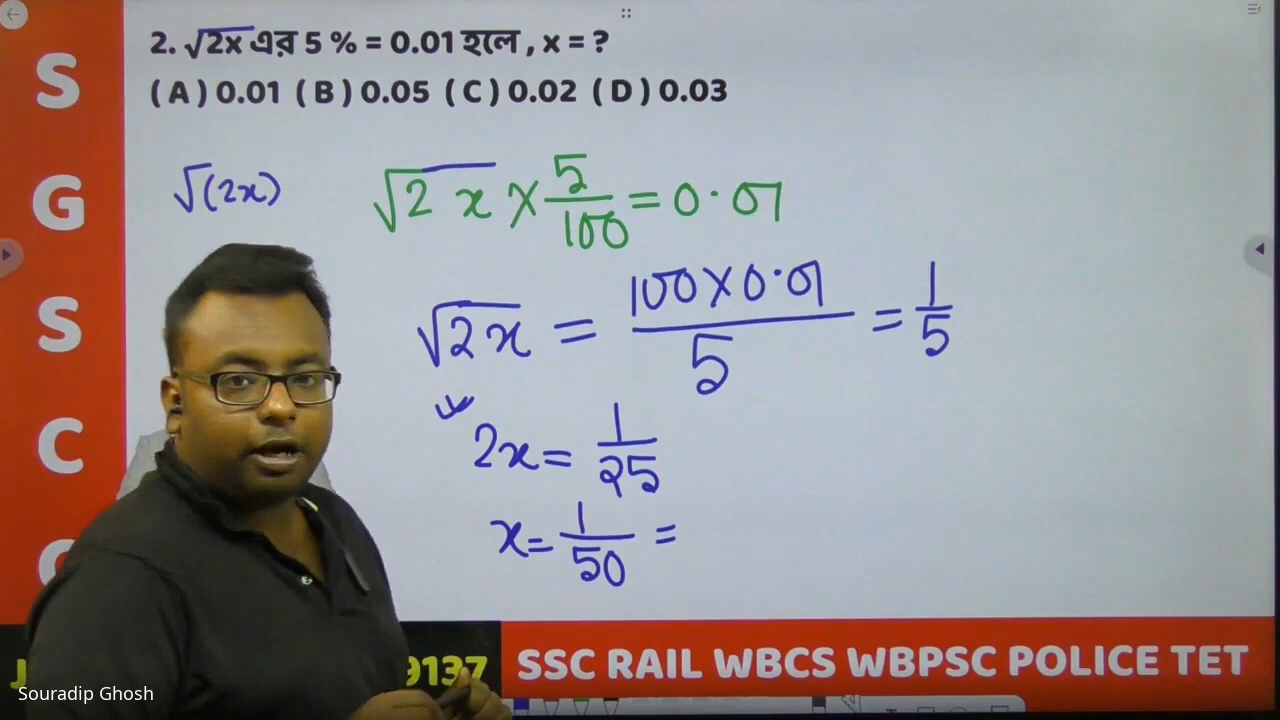 2. √2x এর 5 % = 0.01 হলে , x = ?
( A ) 0.01 ( B ) 0.05 ( C ) 0.02 ( D ) 0.03
√(2x)
√2 x × 5/100 = 0.01
√2x = 100×0.01/5 = 1/5
2x = 1/25
x = 1/50 =
S
G
S
C
9137
SSC RAIL WBCS WBPSC POLICE TET
Souradip Ghosh